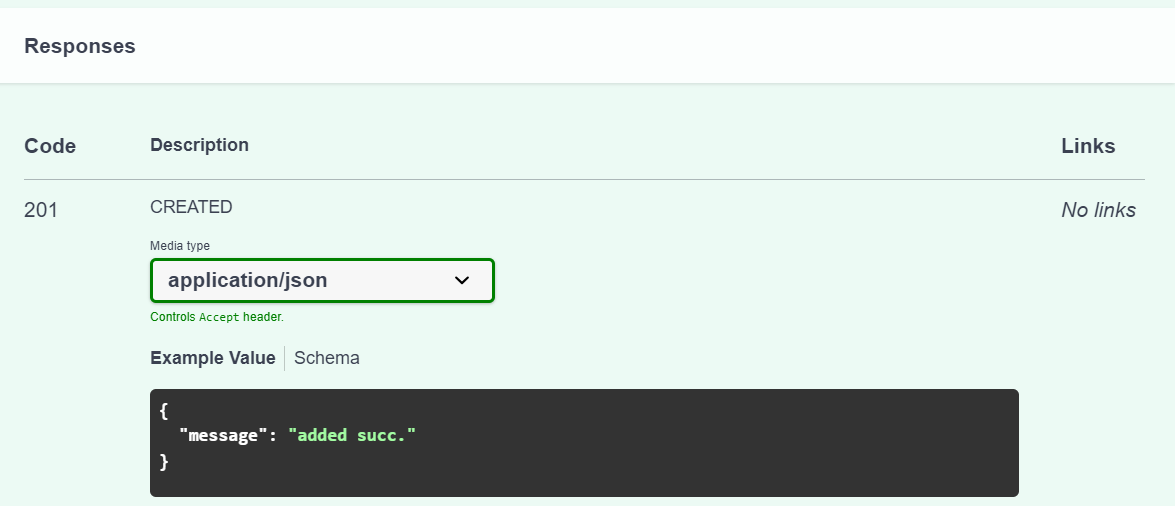 Responses
Code Description Links
201 CREATED No links
Media type
application/json
Controls Accept header.
Example Value Schema
{
"message": "added succ."
}